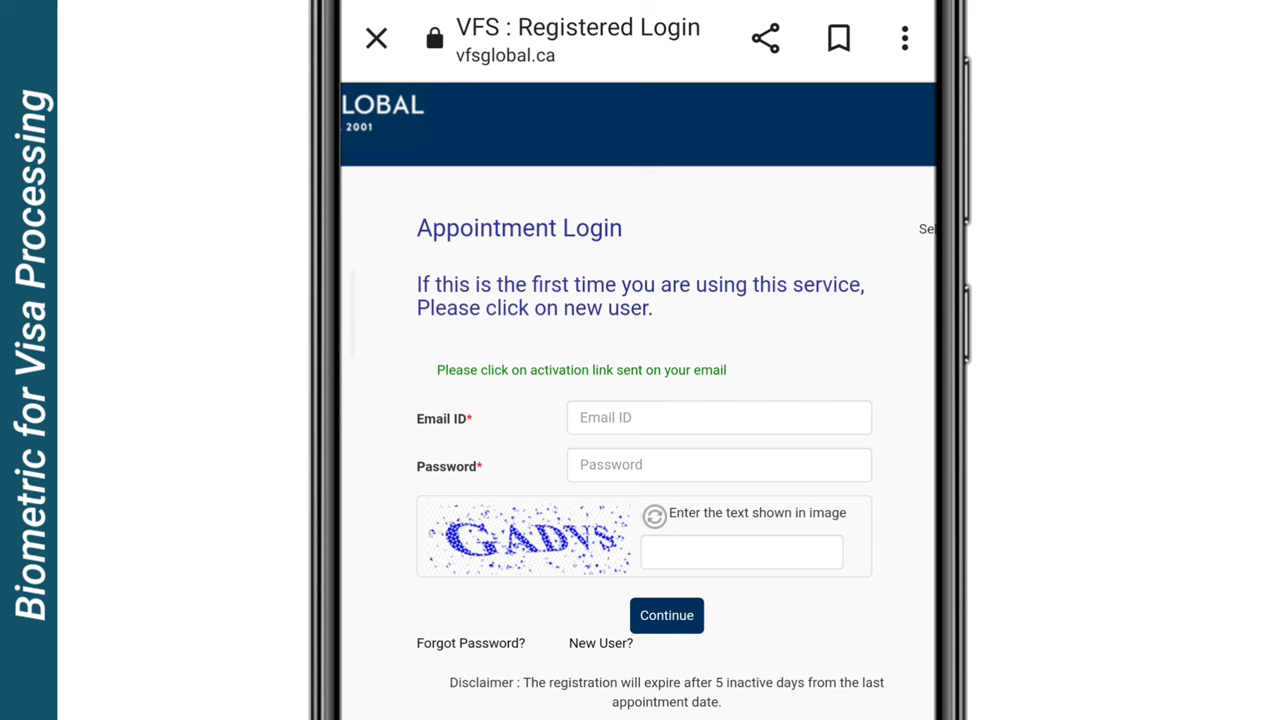 Biometric for Visa Processing
VFS : Registered Login
vfsglobal.ca
LOBAL
. 2001
Appointment Login
Sel
If this is the first time you are using this service,
Please click on new user.
Please click on activation link sent on your email
Email ID*
Email ID
Password*
Password
GADVS
Enter the text shown in image
Continue
Forgot Password?
New User?
Disclaimer : The registration will expire after 5 inactive days from the last
appointment date.